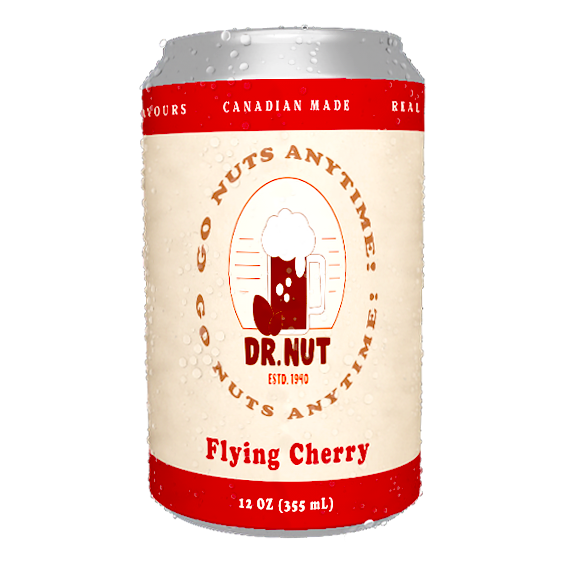 AVOURS CANADIAN MADE REAL
GO NUTS ANYTIME!
DR.NUT
ESTD. 1940
GO NUTS ANYTIME!
Flying Cherry
12 OZ (355 mL)